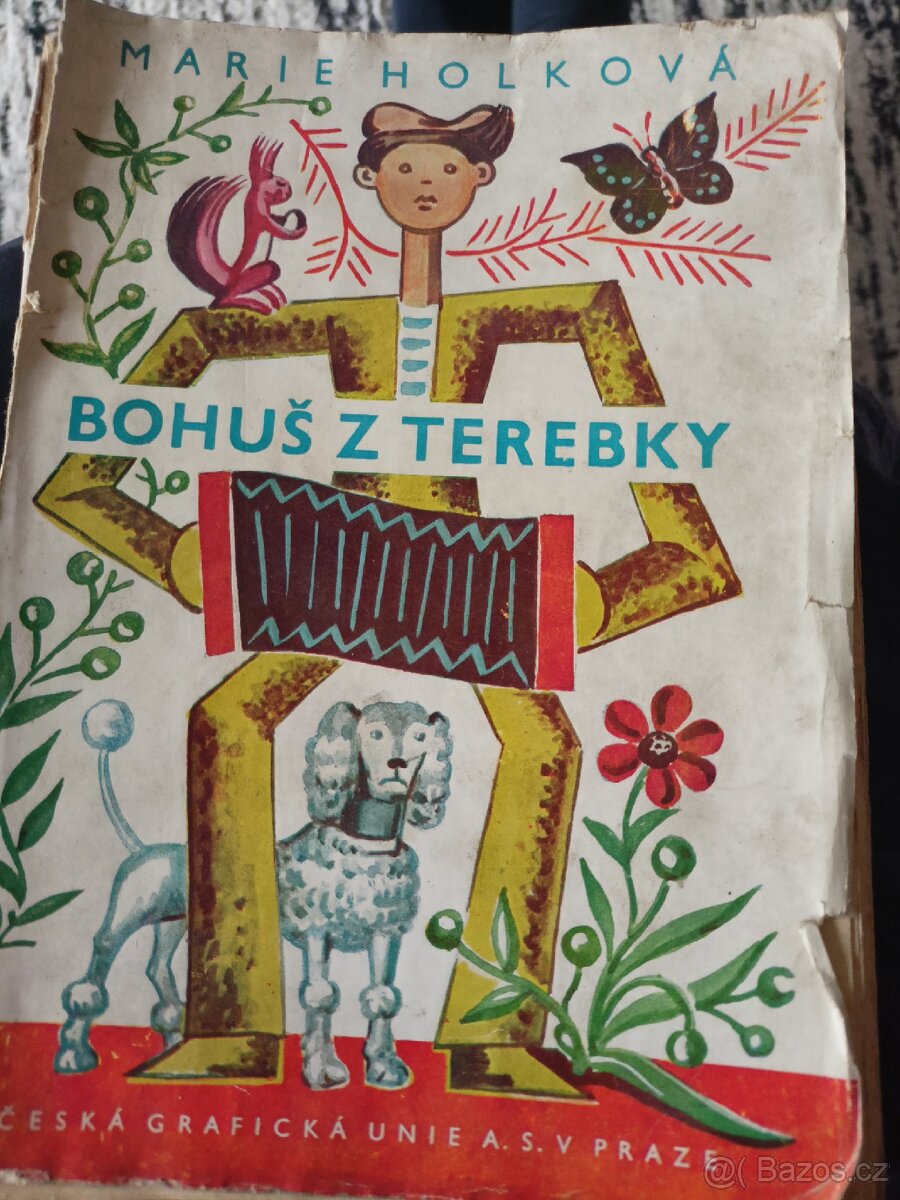 MARIE HOLKOVÁ
BOHUŠ Z TEREBKY
ČESKÁ GRAFICKÁ UNIE A. S. V PRAZE
Bazos.cz